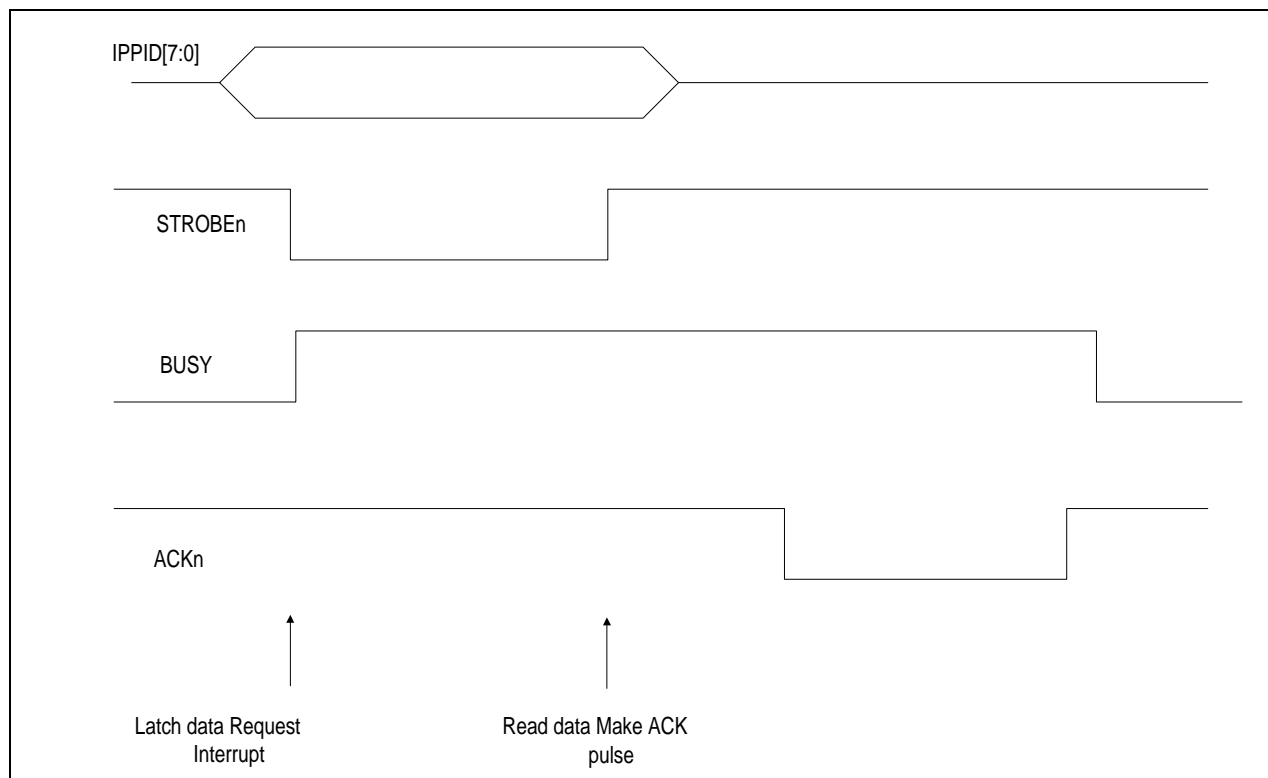 IPPID[7:0]
STROBEn
BUSY
ACKn
Latch data Request
Interrupt
Read data Make ACK
pulse